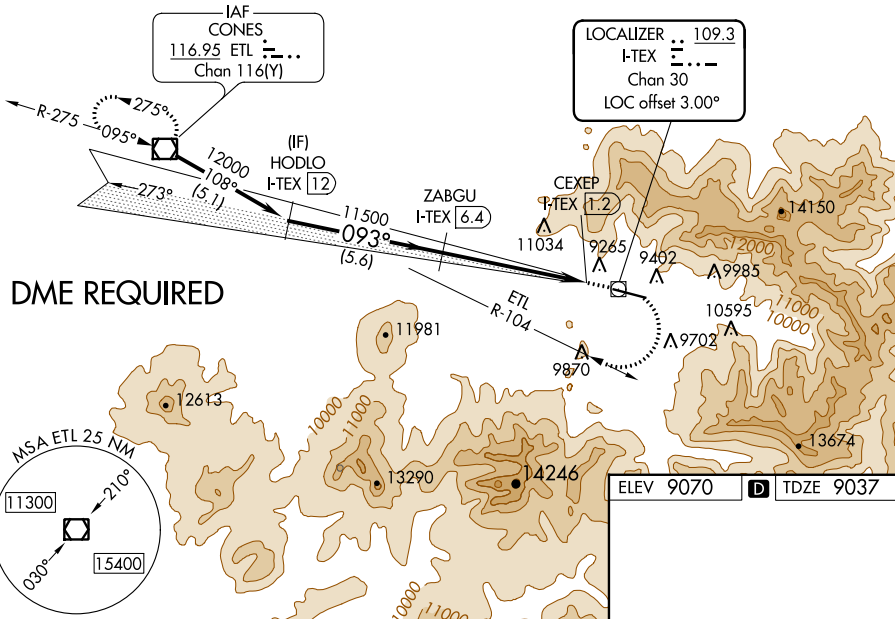 IAF
CONES
116.95 ETL
Chan 116(Y)
LOCALIZER 109.3
I-TEX
Chan 30
LOC offset 3.00°
R-275
095°
275°
12000
108°
(5.1)
(IF)
HODLO
I-TEX 12
273°
11500
093°
(5.6)
ZABGU
I-TEX 6.4
CEXEP
I-TEX 1.2
11034
9265
9402
9985
14150
12000
11000
10000
10595
9702
9870
ETL
R-104
DME REQUIRED
11981
12613
10000
11000
13290
14246
13674
MSA ETL 25 NM
11300
210°
030°
15400
10000
11000
ELEV 9070 D TDZE 9037